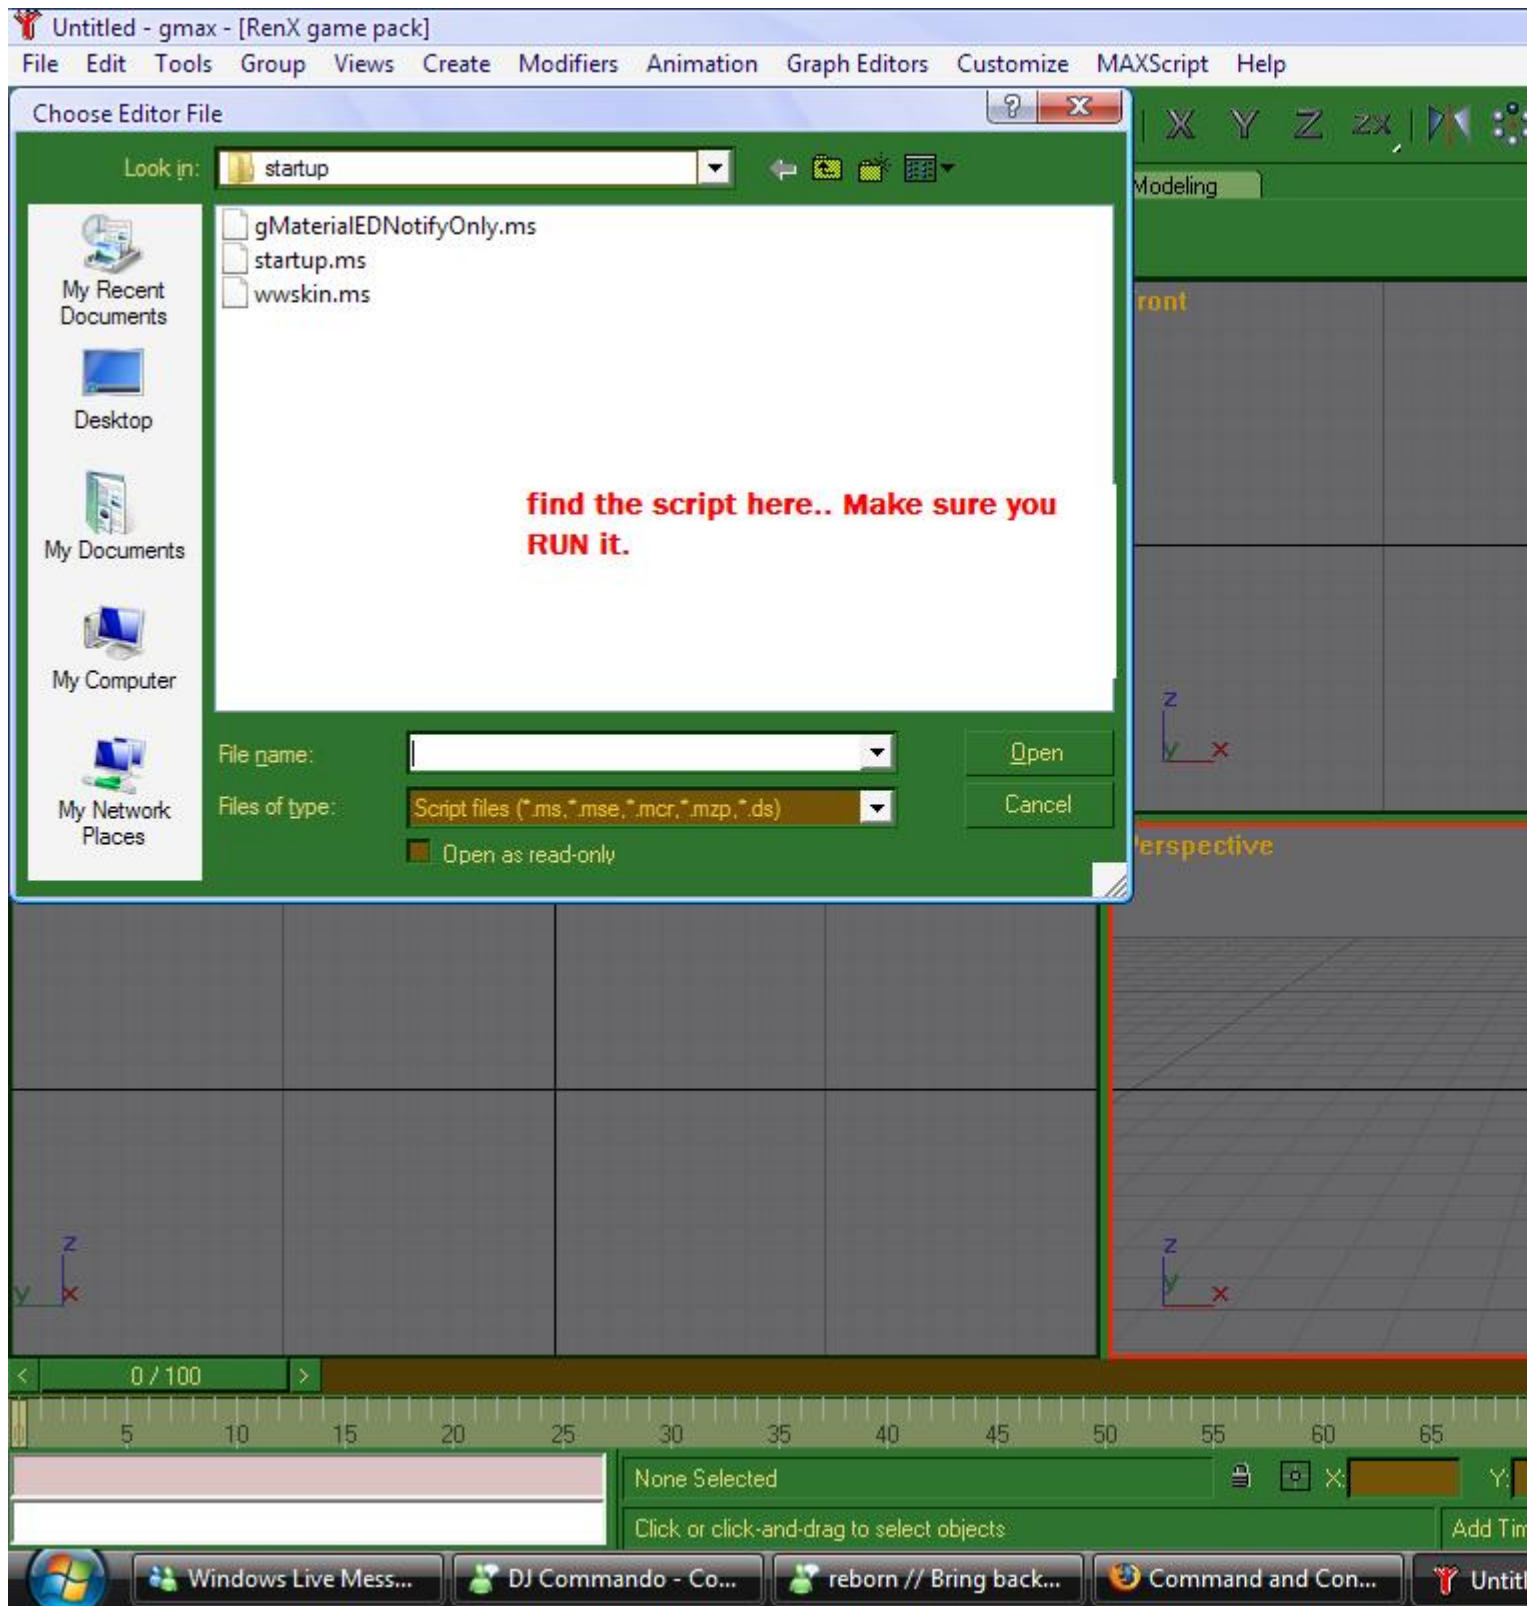 Untitled - gmax - [RenX game pack]
File Edit Tools Group Views Create Modifiers Animation Graph Editors Customize MAXScript Help
Choose Editor File
X Y Z ZX
Look in: startup
Modeling
gMaterialEDNotifyOnly.ms
startup.ms
wwskin.ms
My Recent
Documents
Desktop
My Documents
My Computer
My Network
Places
find the script here.. Make sure you
RUN it.
File name:
Open
Files of type: Script files (*.ms,*.mse,*.mcr,*.mzp,*.ds)
Cancel
Open as read-only
ront
z
y x
erspective
z
y x
z
y x
< 0 / 100 >
5 10 15 20 25 30 35 40 45 50 55 60 65
None Selected
X: Y:
Click or click-and-drag to select objects
Add Tim
Windows Live Mess... DJ Commando - Co... reborn // Bring back... Command and Con... Untitl